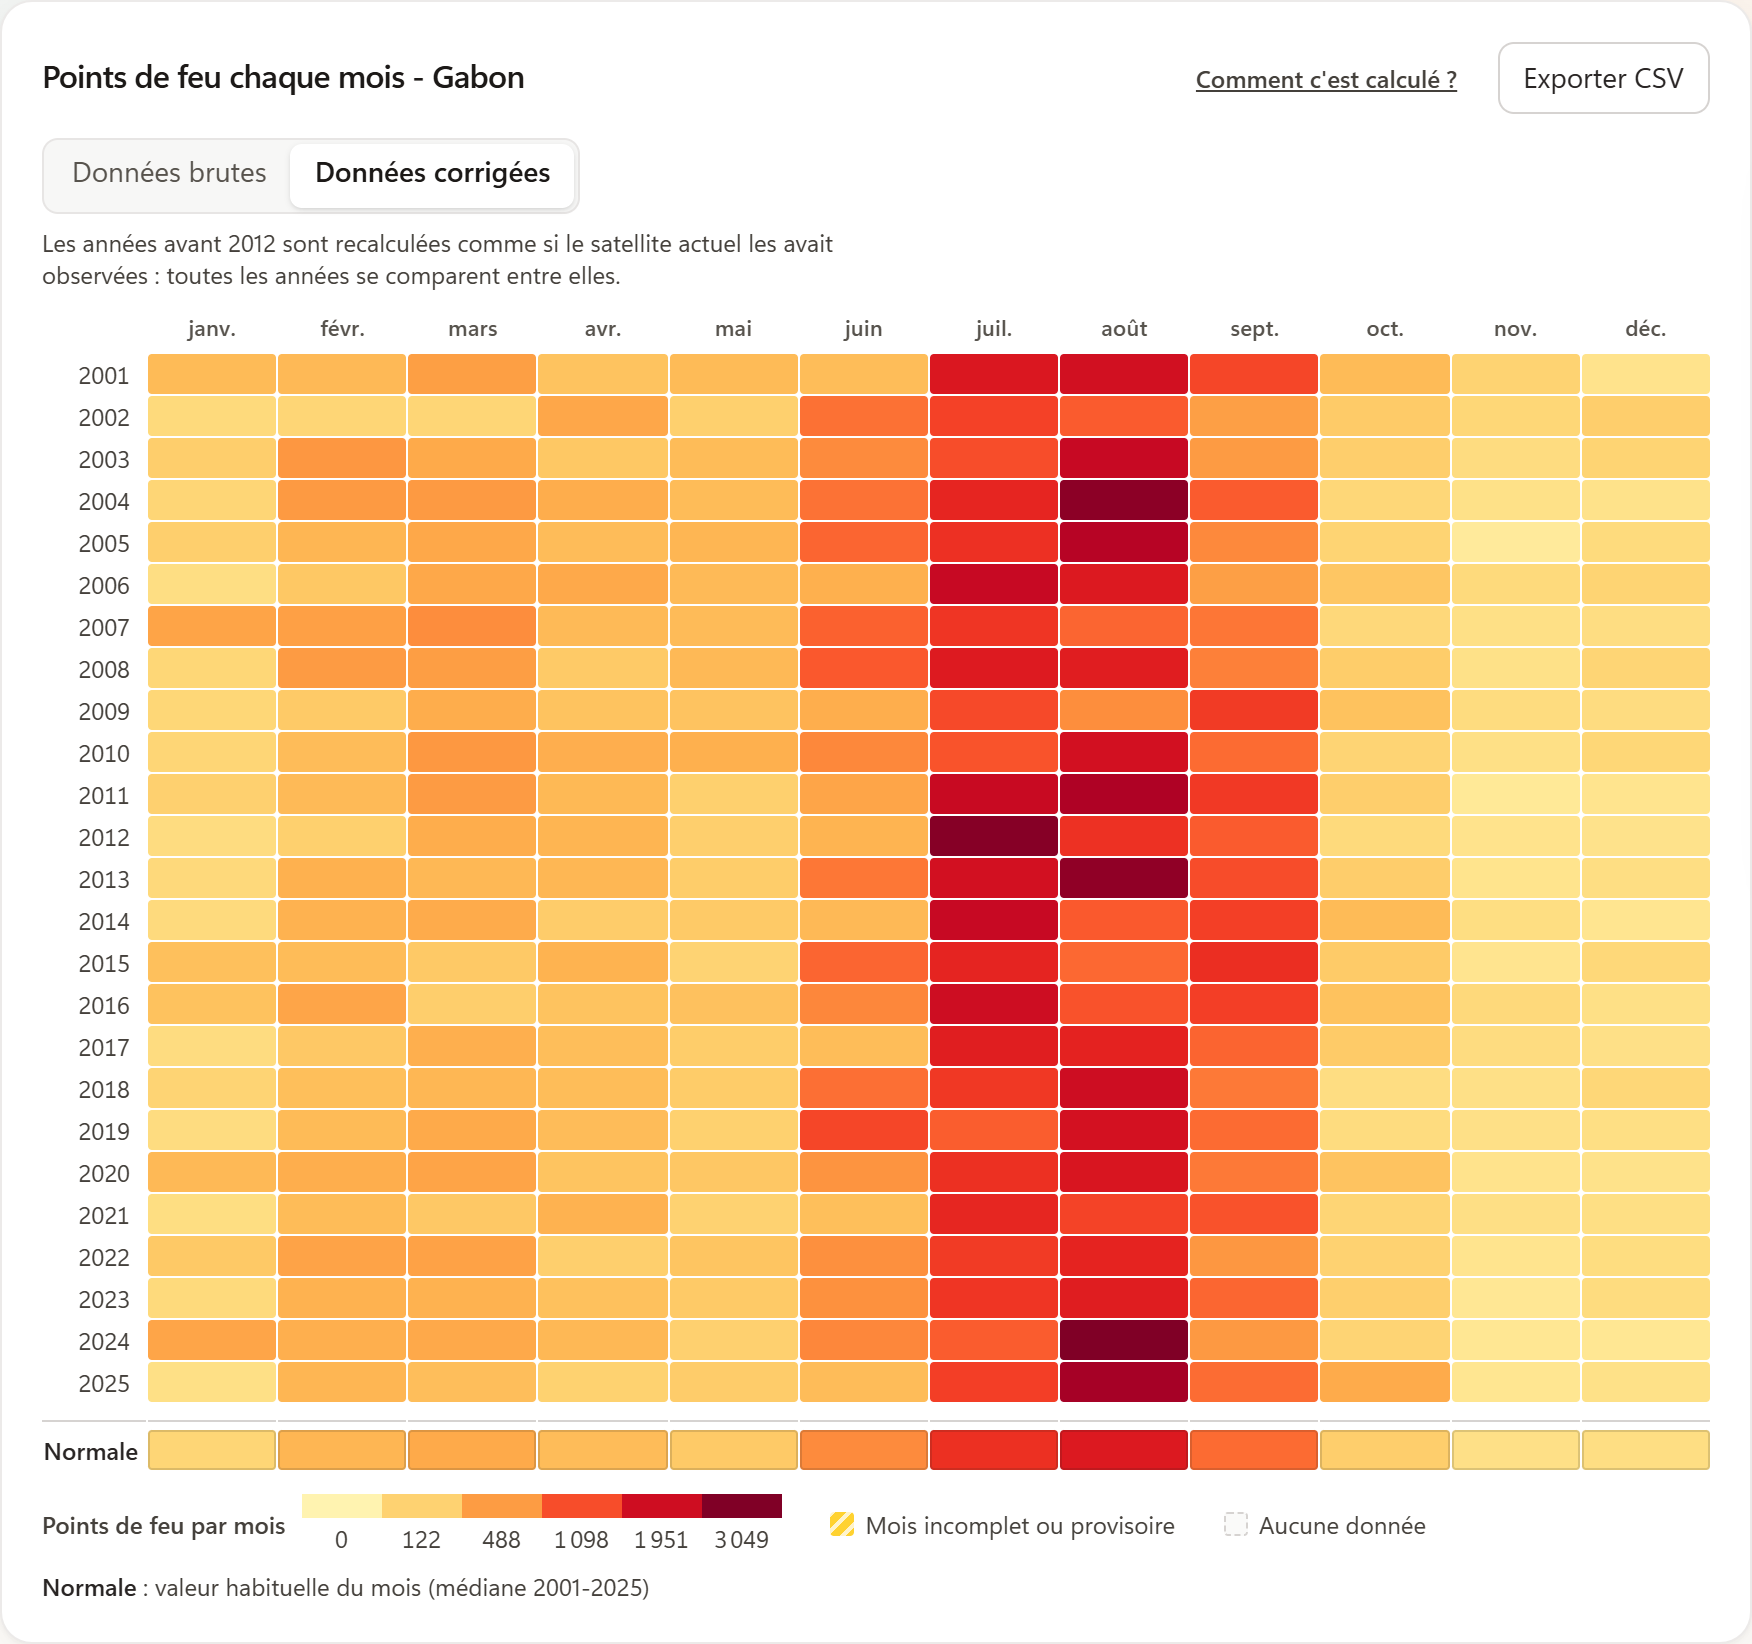 Points de feu chaque mois - Gabon
Comment c'est calculé ?
Exporter CSV
Données brutes
Données corrigées
Les années avant 2012 sont recalculées comme si le satellite actuel les avait
observées : toutes les années se comparent entre elles.
janv. févr. mars avr. mai juin juil. août sept. oct. nov. déc.
2001
2002
2003
2004
2005
2006
2007
2008
2009
2010
2011
2012
2013
2014
2015
2016
2017
2018
2019
2020
2021
2022
2023
2024
2025
Normale
Points de feu par mois
0 122 488 1 098 1 951 3 049
Mois incomplet ou provisoire
Aucune donnée
Normale : valeur habituelle du mois (médiane 2001-2025)